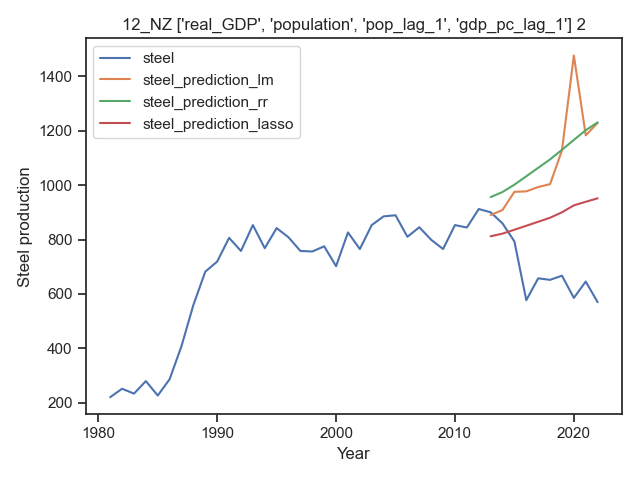 12_NZ ['real_GDP', 'population', 'pop_lag_1', 'gdp_pc_lag_1'] 2
steel
steel_prediction_lm
steel_prediction_rr
steel_prediction_lasso
Steel production
1400
1200
1000
800
600
400
200
1980
1990
2000
2010
2020
Year